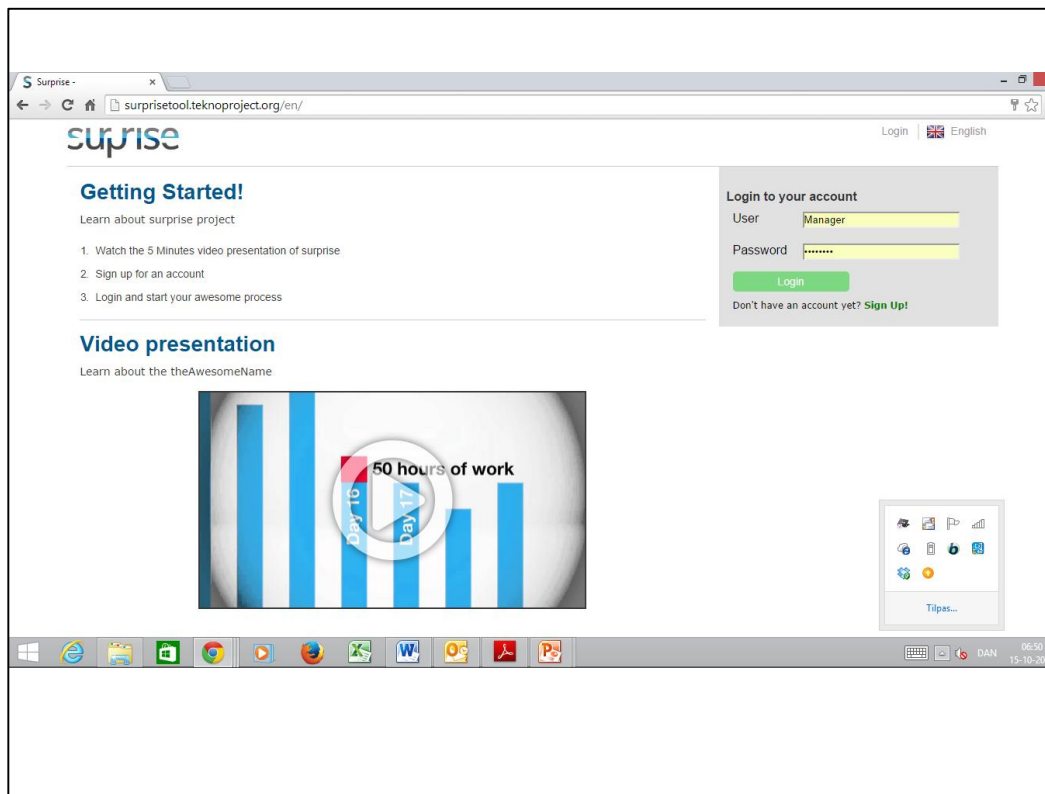 Surprise -
surprisetool.teknoproject.org/en/
surprise
Login
English
Getting Started!
Learn about surprise project
1. Watch the 5 Minutes video presentation of surprise
2. Sign up for an account
3. Login and start your awesome process
Login to your account
User Manager
Password ••••••••
Login
Don't have an account yet? Sign Up!
Video presentation
Learn about the theAwesomeName
50 hours of work
Day 16
Day 17
Tilpas...
DAN
06:50
15-10-20